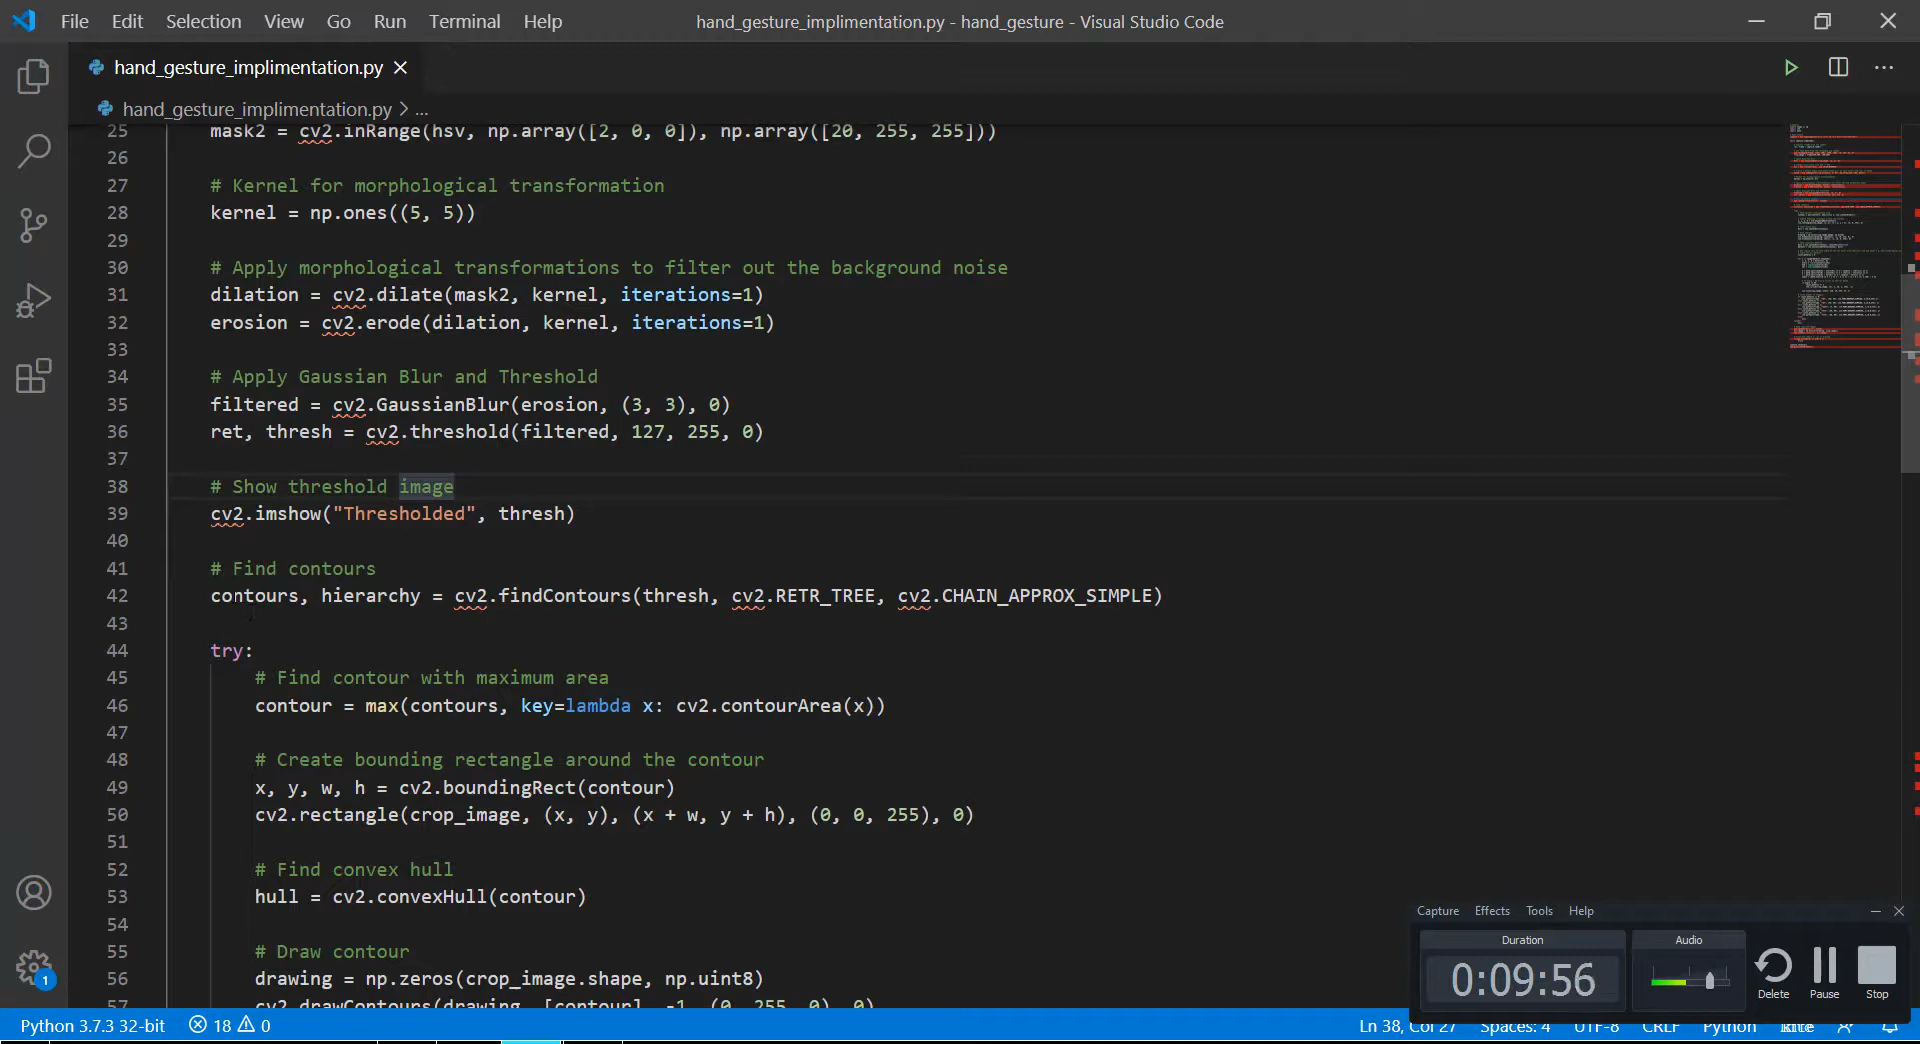 File Edit Selection View Go Run Terminal Help hand_gesture_implimentation.py - hand_gesture - Visual Studio Code
hand_gesture_implimentation.py
hand_gesture_implimentation.py > ...
25 mask2 = cv2.inRange(hsv, np.array([2, 0, 0]), np.array([20, 255, 255]))
26
27 # Kernel for morphological transformation
28 kernel = np.ones((5, 5))
29
30 # Apply morphological transformations to filter out the background noise
31 dilation = cv2.dilate(mask2, kernel, iterations=1)
32 erosion = cv2.erode(dilation, kernel, iterations=1)
33
34 # Apply Gaussian Blur and Threshold
35 filtered = cv2.GaussianBlur(erosion, (3, 3), 0)
36 ret, thresh = cv2.threshold(filtered, 127, 255, 0)
37
38 # Show threshold image
39 cv2.imshow("Thresholded", thresh)
40
41 # Find contours
42 contours, hierarchy = cv2.findContours(thresh, cv2.RETR_TREE, cv2.CHAIN_APPROX_SIMPLE)
43
44 try:
45 # Find contour with maximum area
46 contour = max(contours, key=lambda x: cv2.contourArea(x))
47
48 # Create bounding rectangle around the contour
49 x, y, w, h = cv2.boundingRect(contour)
50 cv2.rectangle(crop_image, (x, y), (x + w, y + h), (0, 0, 255), 0)
51
52 # Find convex hull
53 hull = cv2.convexHull(contour)
54
55 # Draw contour
56 drawing = np.zeros(crop_image.shape, np.uint8)
57 cv2.drawContours(drawing, [contour], -1, (0, 255, 0), 0)
Capture Effects Tools Help
Duration Audio
0:09:56
Delete Pause Stop
1
Python 3.7.3 32-bit 18 0 Ln 38, Col 27 Spaces: 4 UTF-8 CRLF Python